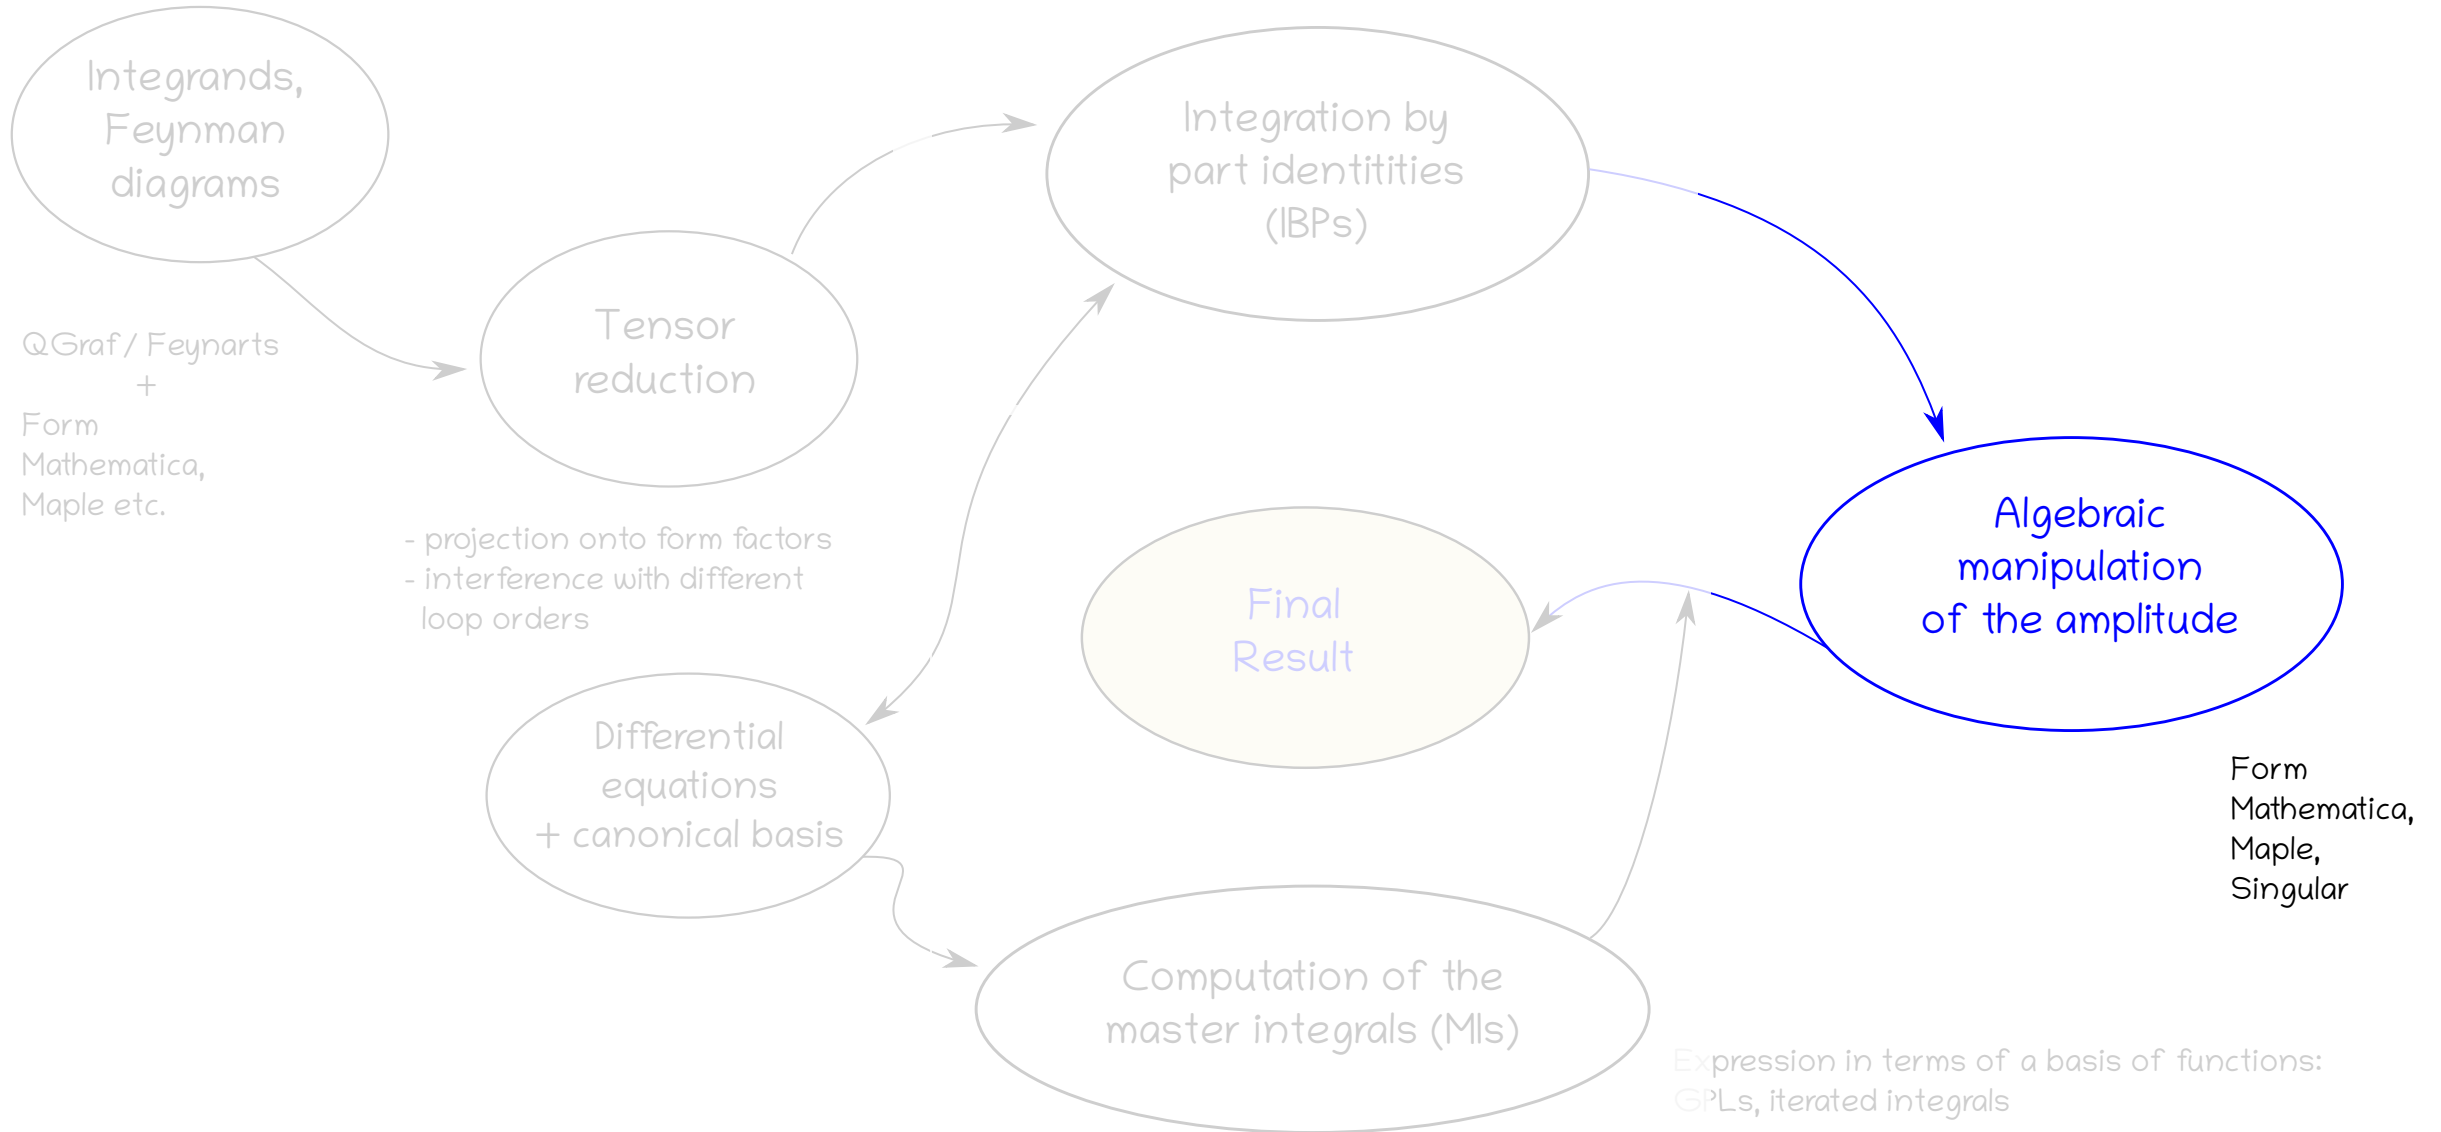 Integrands,
Feynman
diagrams
QGraf / Feynarts
+
Form
Mathematica,
Maple etc.
Tensor
reduction
- projection onto form factors
- interference with different
loop orders
Integration by
part identitities
(IBPs)
Algebraic
manipulation
of the amplitude
Form
Mathematica,
Maple,
Singular
Final
Result
Differential
equations
+ canonical basis
Computation of the
master integrals (MIs)
Expression in terms of a basis of functions:
GPLs, iterated integrals